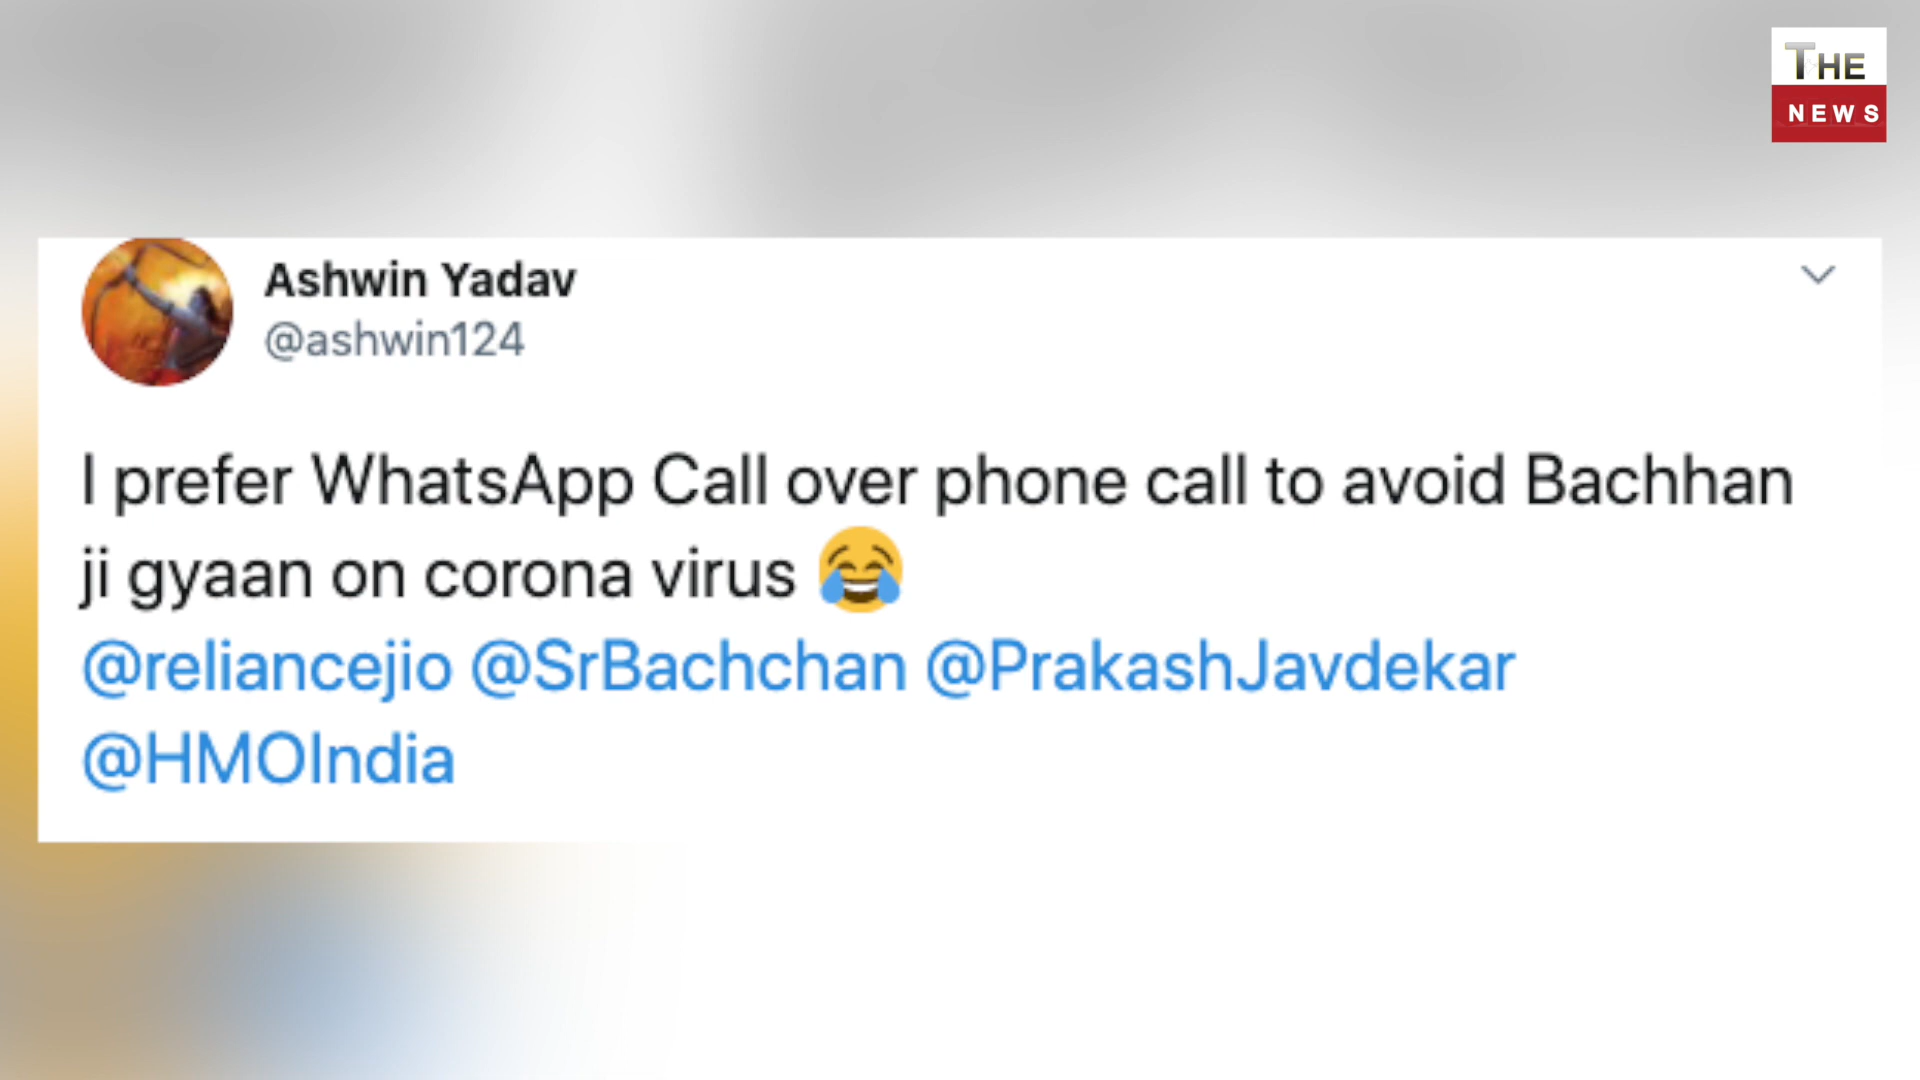 THE
NEWS
Ashwin Yadav
@ashwin124
I prefer WhatsApp Call over phone call to avoid Bachhan
ji gyaan on corona virus 😂
@reliancejio @SrBachchan @PrakashJavdekar
@HMOIndia